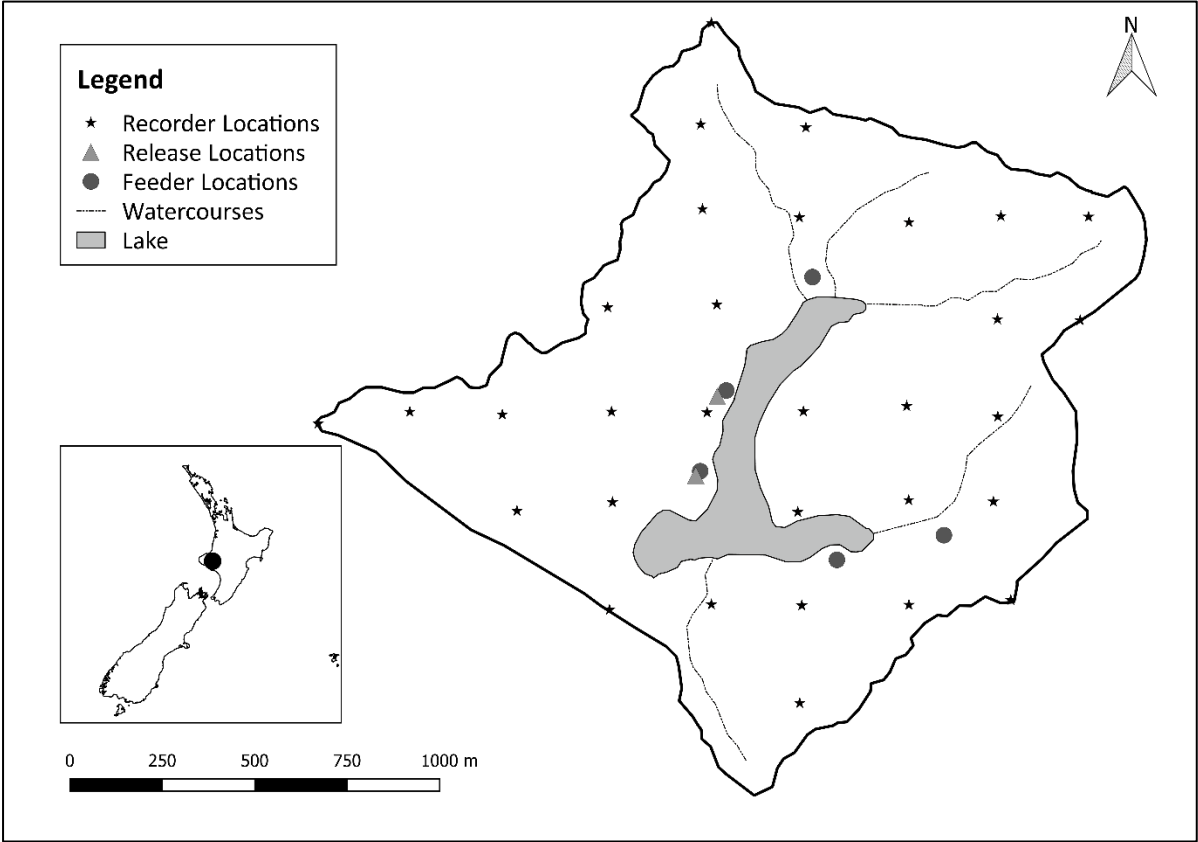 N
Legend
Recorder Locations
Release Locations
Feeder Locations
Watercourses
Lake
0 250 500 750 1000 m